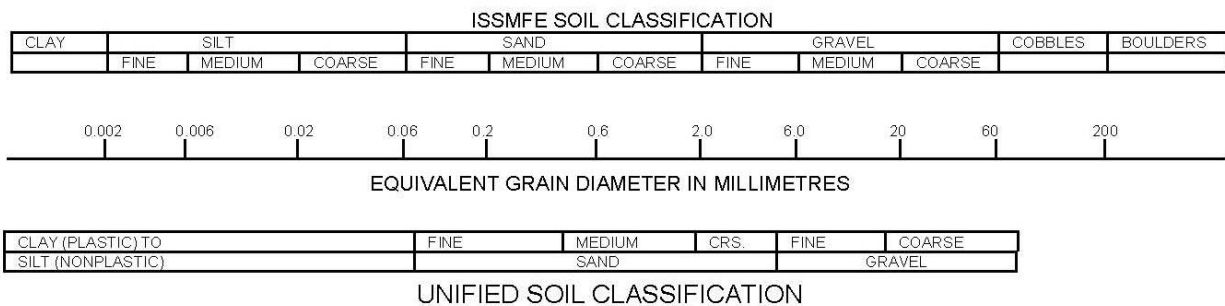 ISSMFE SOIL CLASSIFICATION
CLAY SILT SAND GRAVEL COBBLES BOULDERS
FINE MEDIUM COARSE FINE MEDIUM COARSE FINE MEDIUM COARSE
0.002 0.006 0.02 0.06 0.2 0.6 2.0 6.0 20 60 200
EQUIVALENT GRAIN DIAMETER IN MILLIMETRES
CLAY (PLASTIC) TO FINE MEDIUM CRS. FINE COARSE
SILT (NONPLASTIC) SAND GRAVEL
UNIFIED SOIL CLASSIFICATION